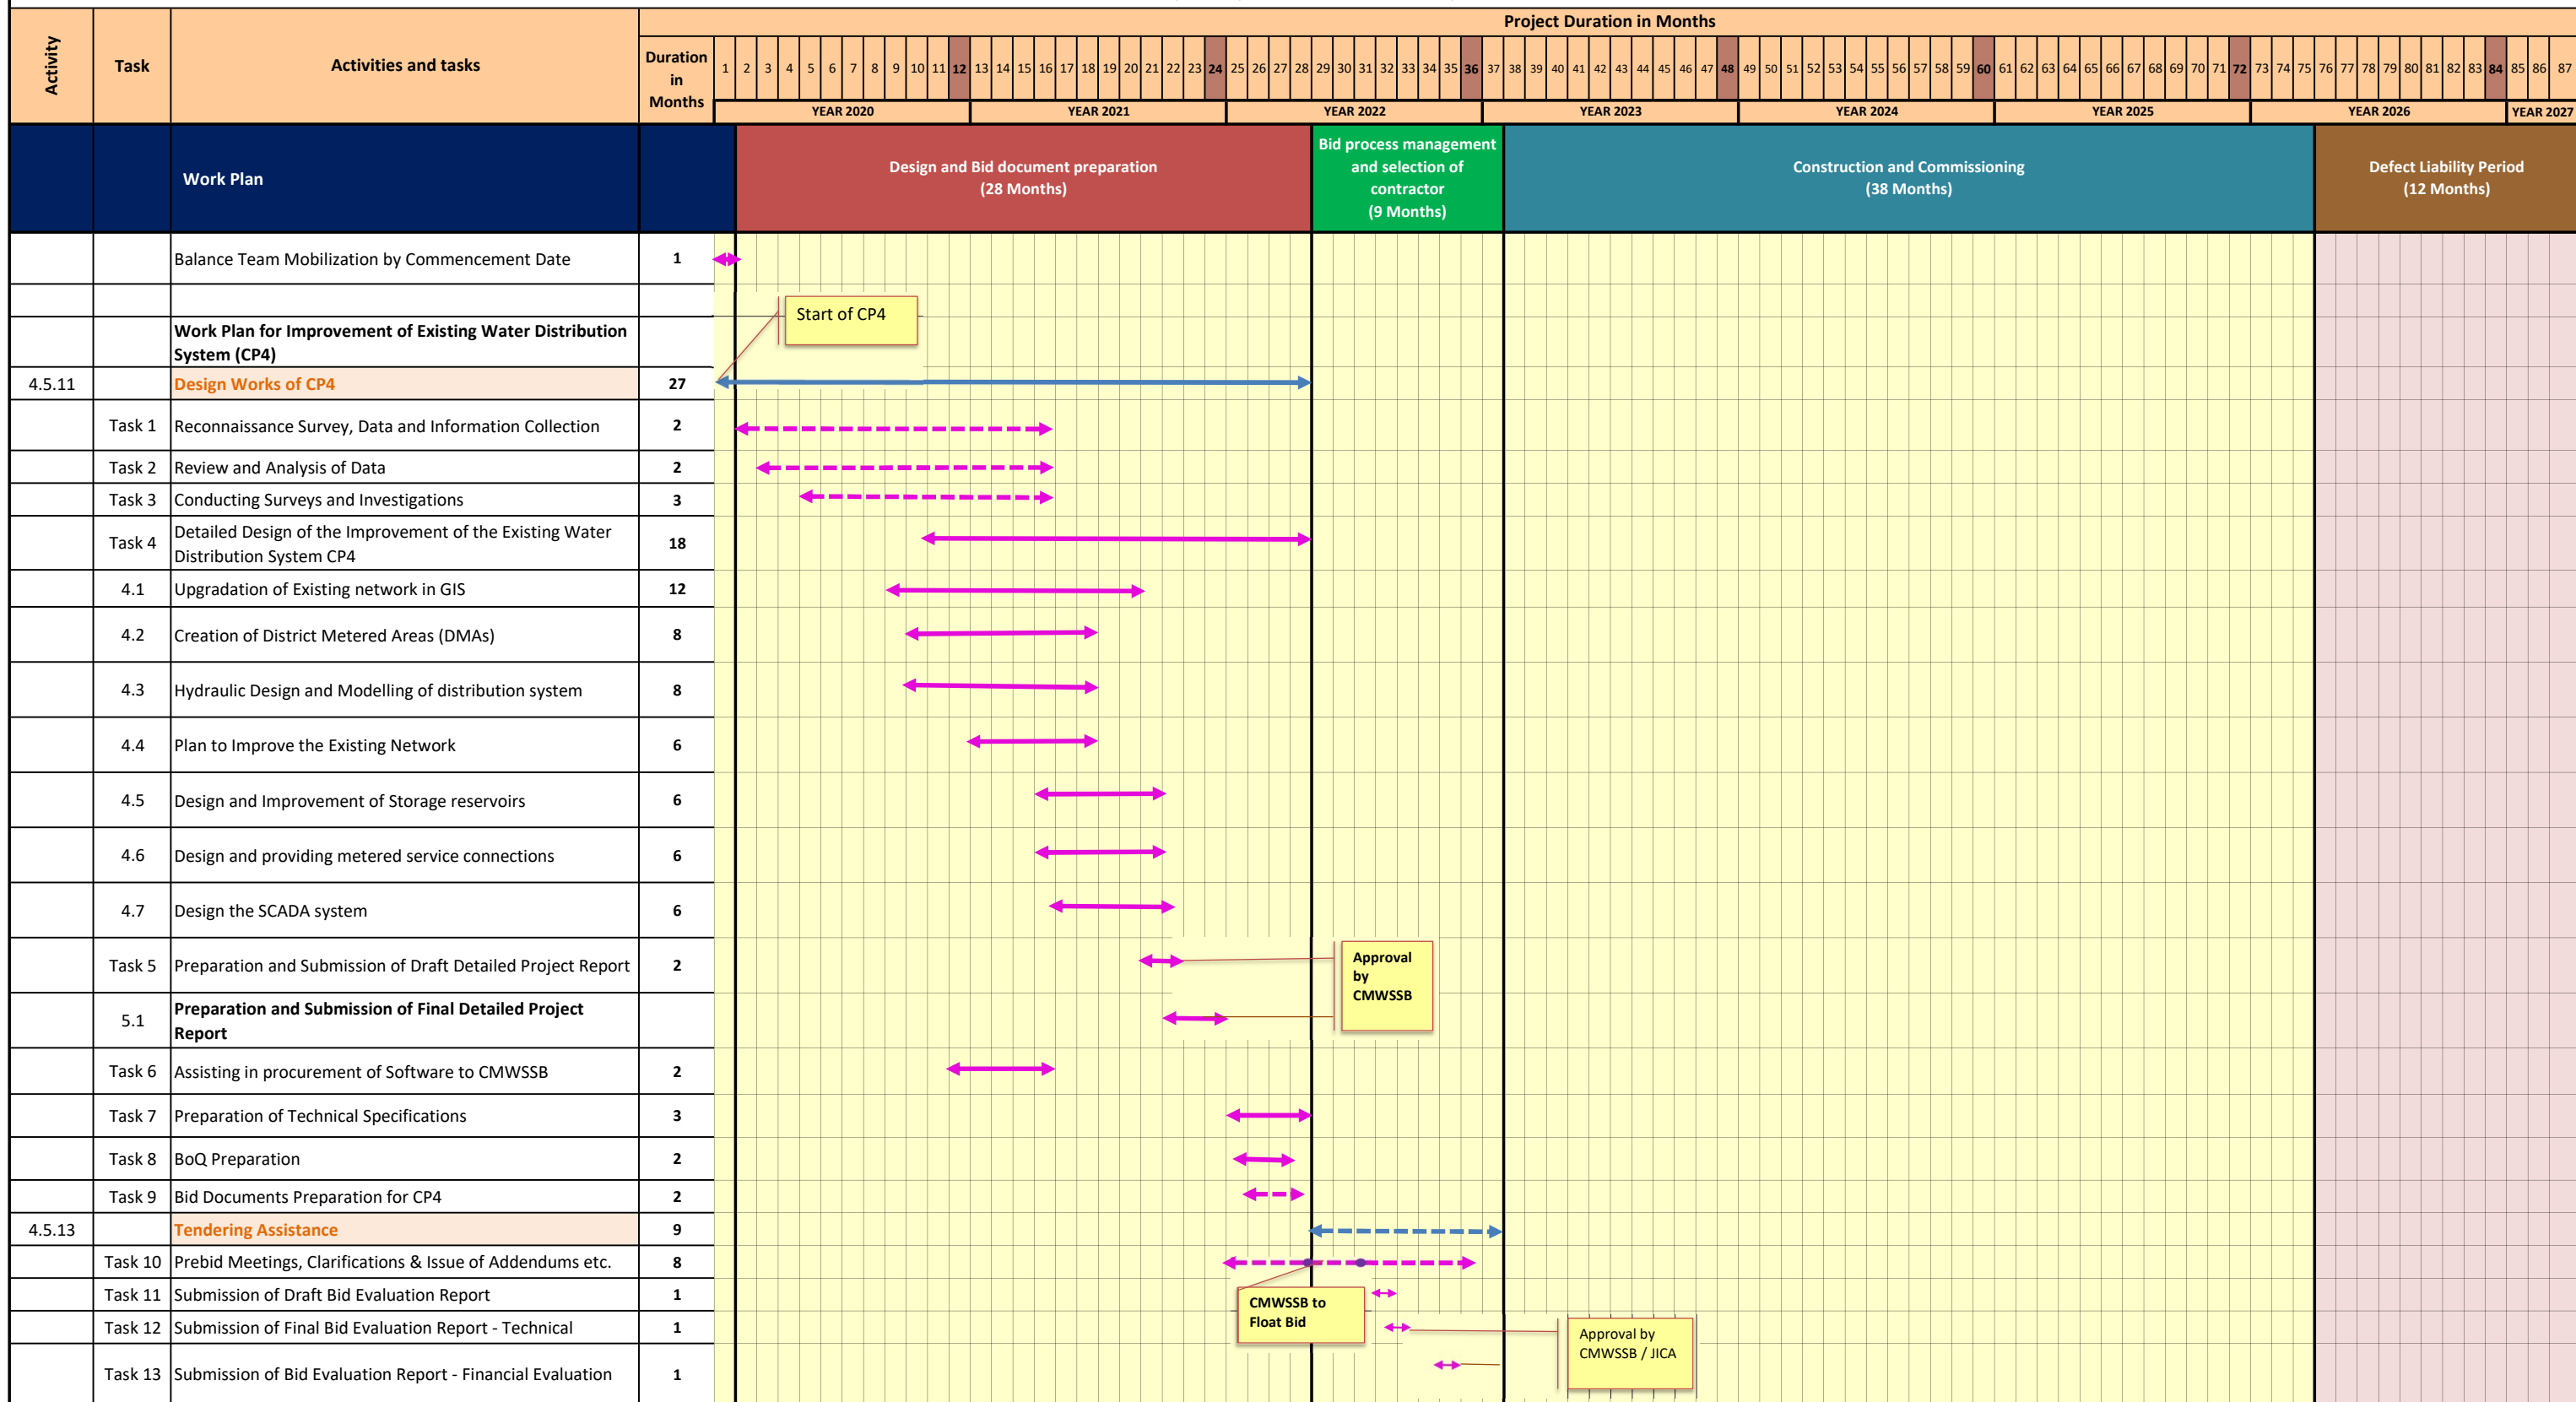 Project Duration in Months
Activity
Task
Activities and tasks
Duration
in
Months
1 2 3 4 5 6 7 8 9 10 11 12 13 14 15 16 17 18 19 20 21 22 23 24 25 26 27 28 29 30 31 32 33 34 35 36 37 38 39 40 41 42 43 44 45 46 47 48 49 50 51 52 53 54 55 56 57 58 59 60 61 62 63 64 65 66 67 68 69 70 71 72 73 74 75 76 77 78 79 80 81 82 83 84 85 86 87
YEAR 2020 YEAR 2021 YEAR 2022 YEAR 2023 YEAR 2024 YEAR 2025 YEAR 2026 YEAR 2027
Work Plan
Design and Bid document preparation
(28 Months)
Bid process management
and selection of
contractor
(9 Months)
Construction and Commissioning
(38 Months)
Defect Liability Period
(12 Months)
Balance Team Mobilization by Commencement Date 1
Start of CP4
Work Plan for Improvement of Existing Water Distribution
System (CP4)
4.5.11 Design Works of CP4 27
Task 1 Reconnaissance Survey, Data and Information Collection 2
Task 2 Review and Analysis of Data 2
Task 3 Conducting Surveys and Investigations 3
Task 4 Detailed Design of the Improvement of the Existing Water
Distribution System CP4 18
4.1 Upgradation of Existing network in GIS 12
4.2 Creation of District Metered Areas (DMAs) 8
4.3 Hydraulic Design and Modelling of distribution system 8
4.4 Plan to Improve the Existing Network 6
4.5 Design and Improvement of Storage reservoirs 6
4.6 Design and providing metered service connections 6
4.7 Design the SCADA system 6
Task 5 Preparation and Submission of Draft Detailed Project Report 2
Approval
by
CMWSSB
5.1 Preparation and Submission of Final Detailed Project
Report
Task 6 Assisting in procurement of Software to CMWSSB 2
Task 7 Preparation of Technical Specifications 3
Task 8 BoQ Preparation 2
Task 9 Bid Documents Preparation for CP4 2
4.5.13 Tendering Assistance 9
Task 10 Prebid Meetings, Clarifications & Issue of Addendums etc. 8
Task 11 Submission of Draft Bid Evaluation Report 1
CMWSSB to
Float Bid
Task 12 Submission of Final Bid Evaluation Report - Technical 1
Approval by
CMWSSB / JICA
Task 13 Submission of Bid Evaluation Report - Financial Evaluation 1